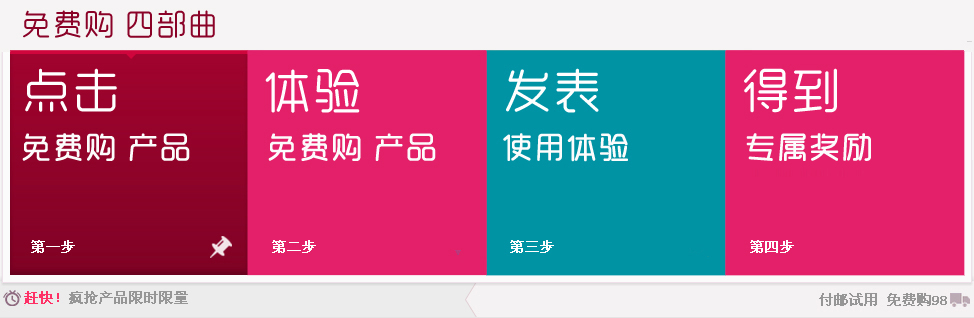 免费购 四部曲
点击
免费购 产品
第一步
体验
免费购 产品
第二步
发表
使用体验
第三步
得到
专属奖励
第四步
赶快! 疯抢产品限时限量
付邮试用 免费购98